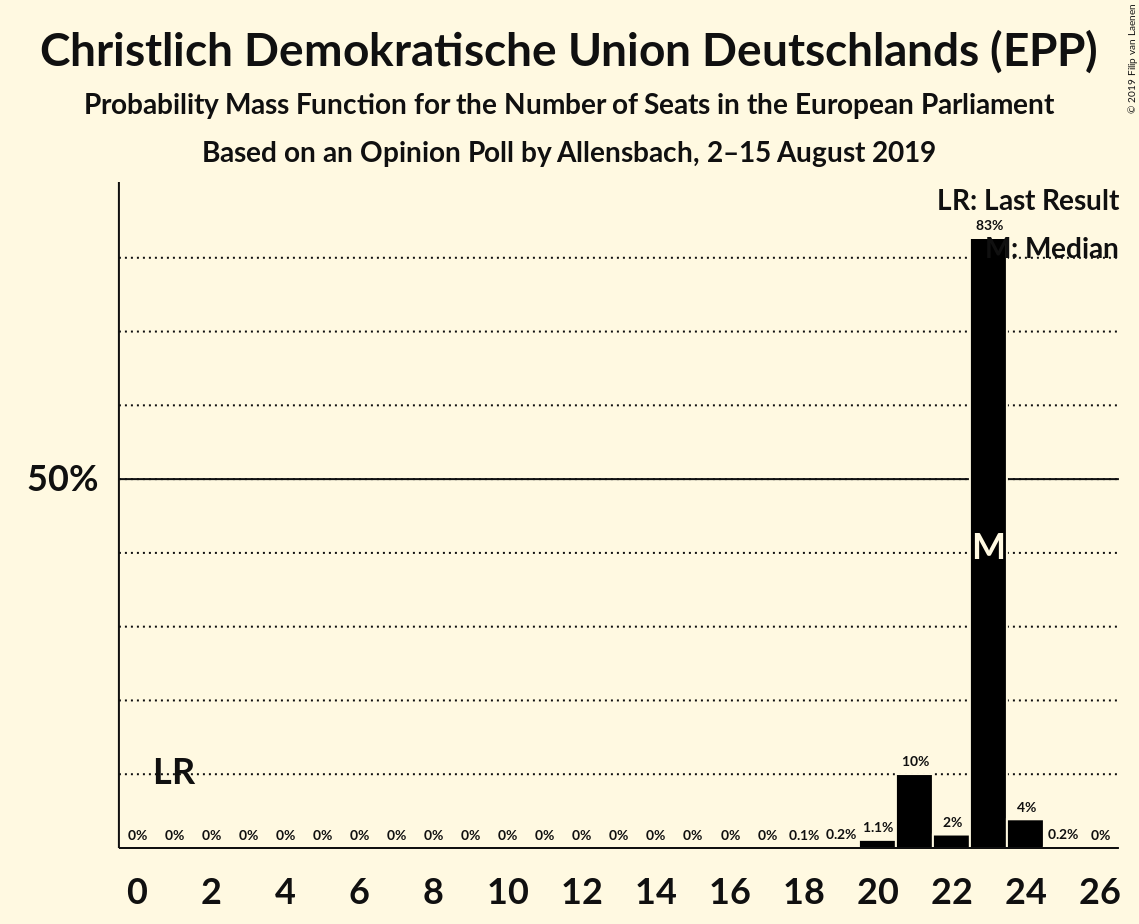 Christlich Demokratische Union Deutschlands (EPP)
Probability Mass Function for the Number of Seats in the European Parliament
Based on an Opinion Poll by Allensbach, 2–15 August 2019
© 2019 Filip van Laenen
LR: Last Result
M: Median
83%
50%
M
LR
10%
4%
2%
1.1%
0% 0% 0% 0% 0% 0% 0% 0% 0% 0% 0% 0% 0% 0% 0% 0% 0% 0% 0.1% 0.2% 0.2% 0%
0 2 4 6 8 10 12 14 16 18 20 22 24 26